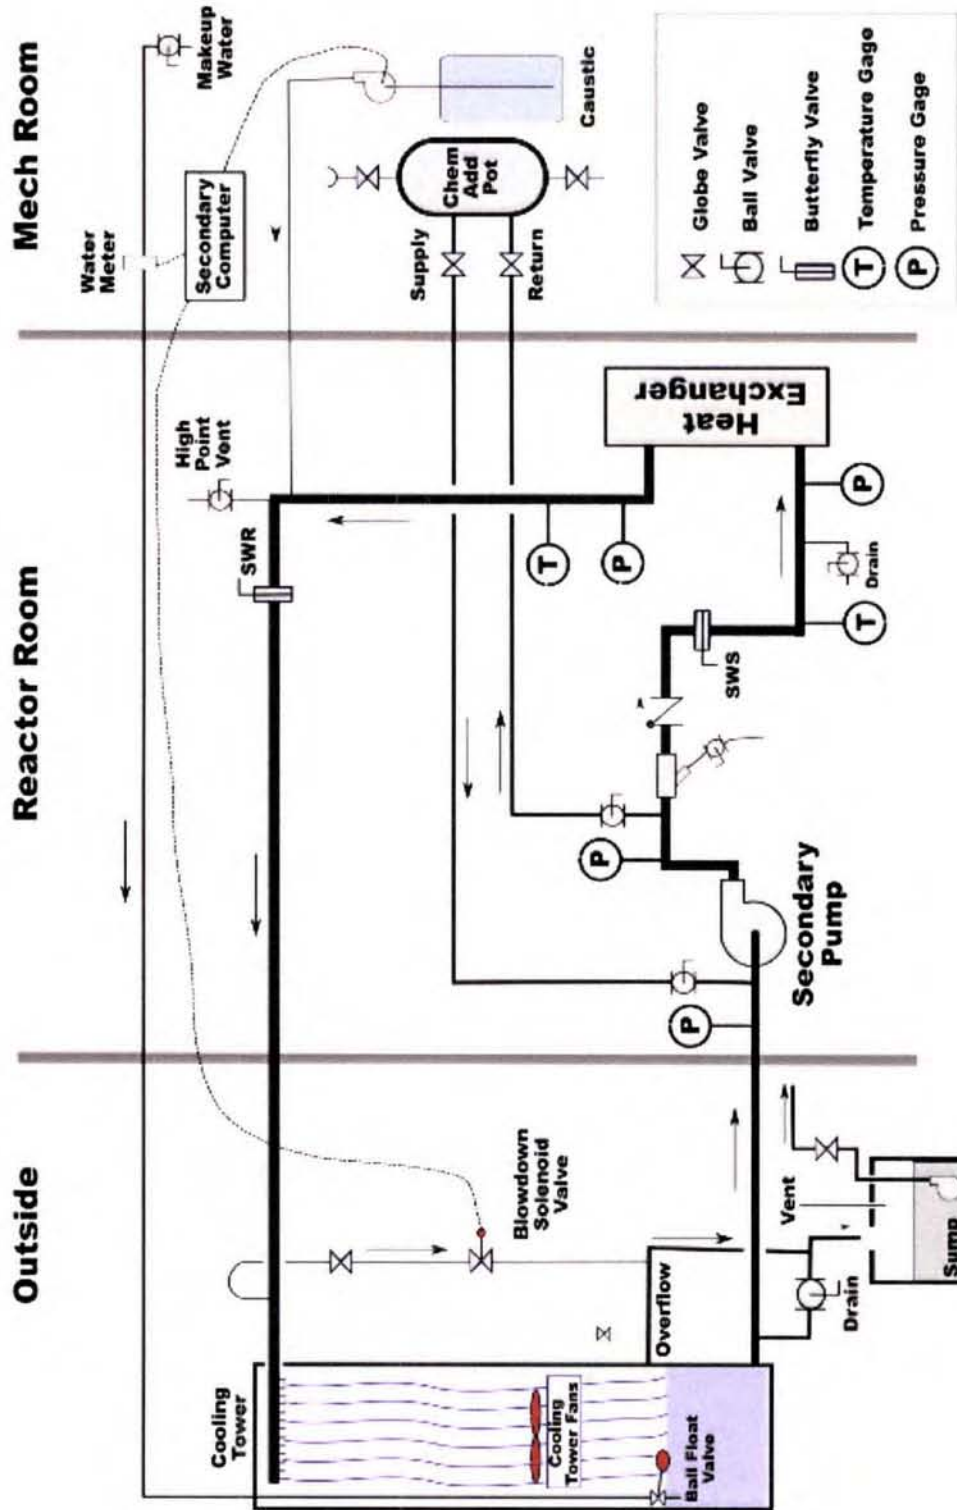 Outside
Reactor Room
Mech Room
Cooling
Tower
Water
Meter
Makeup
Water
Secondary
Computer
High
Point
Vent
SWR
Supply
Return
Chem
Add
Pot
Caustic
Blowdown
Solenoid
Valve
Overflow
Cooling
Tower Fans
Ball Float
Valve
Drain
Vent
Sump
P
P
Secondary
Pump
SWS
T
P
T
Drain
P
Heat
Exchanger
Globe Valve
Ball Valve
Butterfly Valve
T
Temperature Gage
P
Pressure Gage